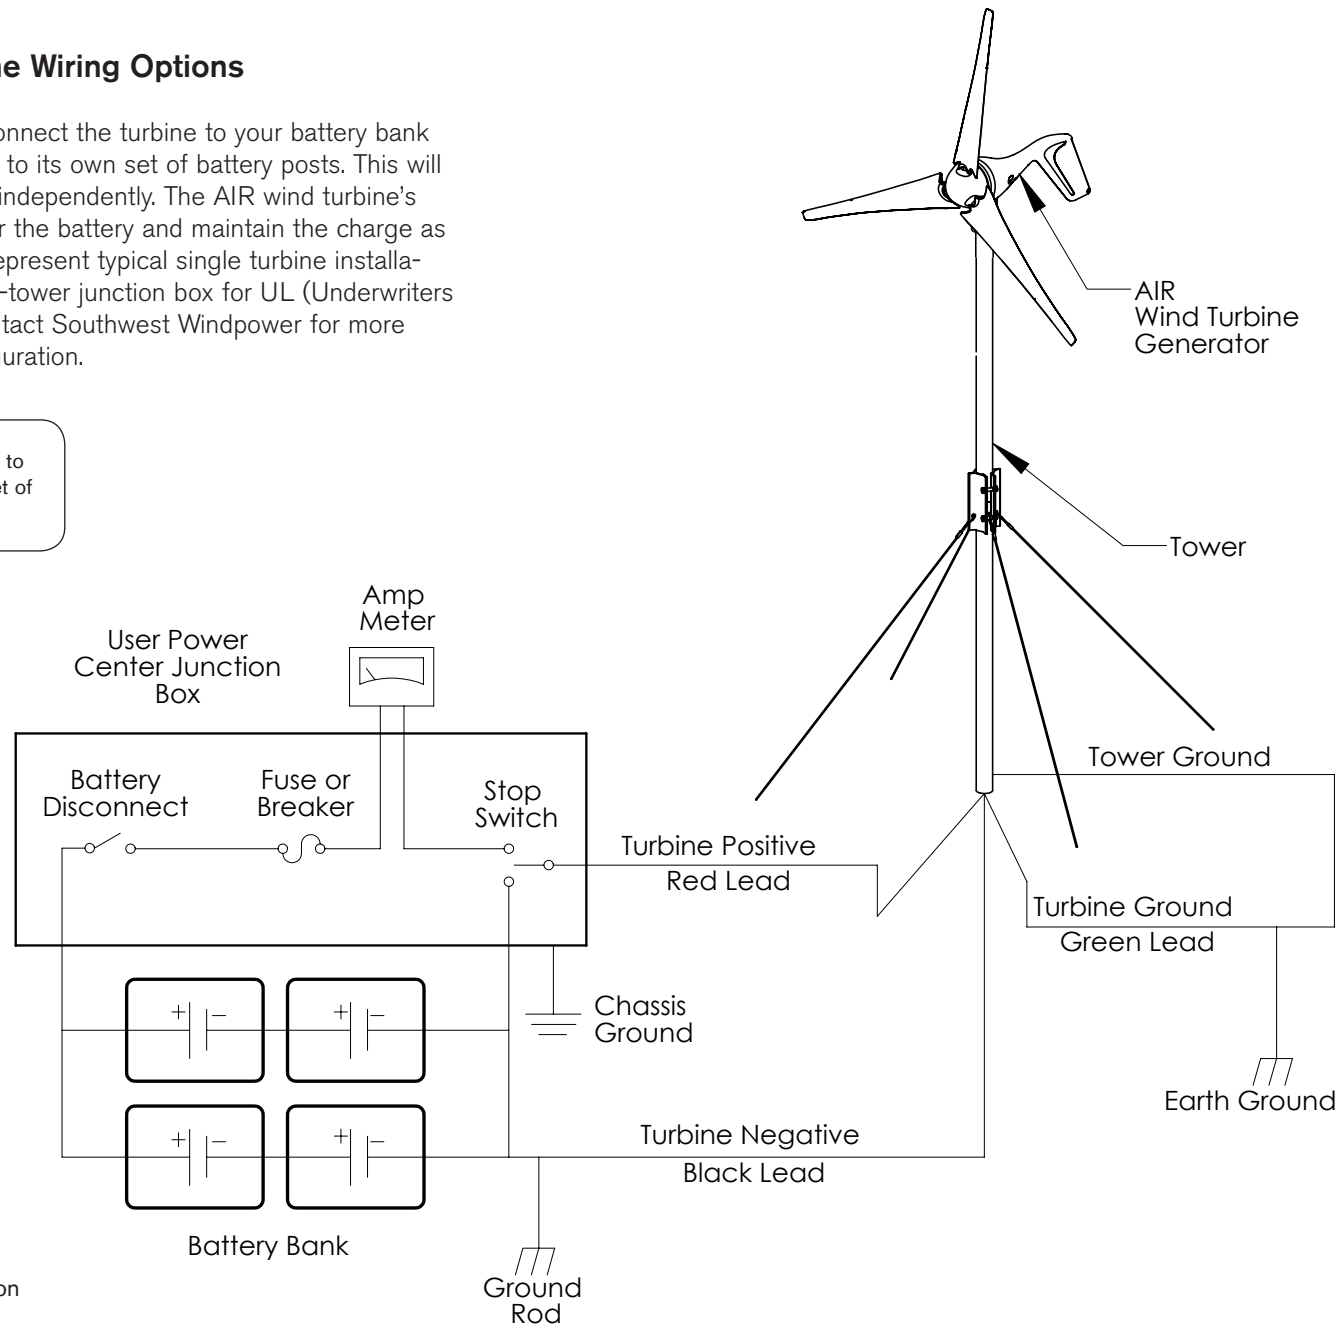 Wiring Options
onnect the turbine to your battery bank
to its own set of battery posts. This will
independently. The AIR wind turbine's
r the battery and maintain the charge as
epresent typical single turbine installa-
-tower junction box for UL (Underwriters
tact Southwest Windpower for more
uration.
to
et of
AIR
Wind Turbine
Generator
Tower
Amp
Meter
User Power
Center Junction
Box
Battery
Disconnect
Fuse or
Breaker
Stop
Switch
Tower Ground
Turbine Positive
Red Lead
Turbine Ground
Green Lead
+ − + −
Chassis
Ground
Earth Ground
+ − + −
Turbine Negative
Black Lead
Battery Bank
Ground
Rod
on